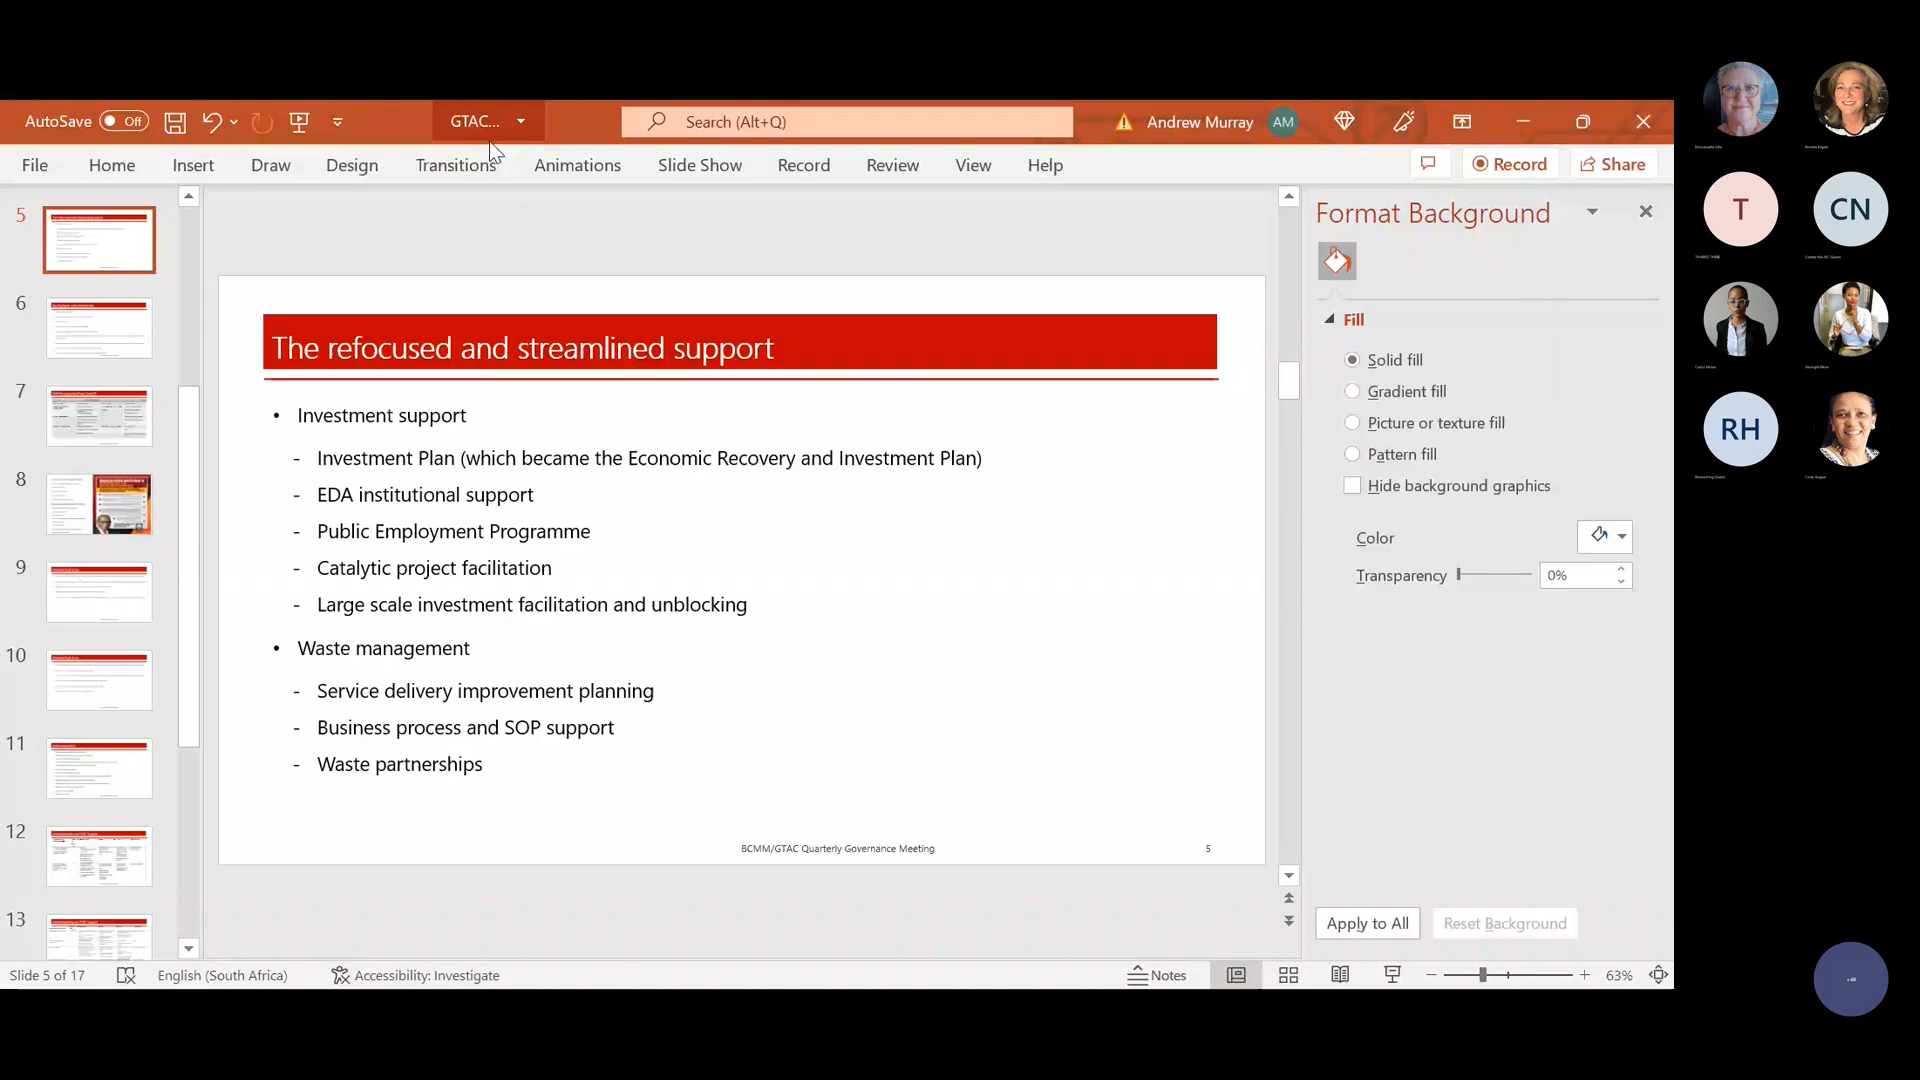 AutoSave Off
GTAC...
Search (Alt+Q)
Andrew Murray AM
File Home Insert Draw Design Transitions Animations Slide Show Record Review View Help
Record Share
5
6
7
8
9
10
11
12
13
The refocused and streamlined support
• Investment support
- Investment Plan (which became the Economic Recovery and Investment Plan)
- EDA institutional support
- Public Employment Programme
- Catalytic project facilitation
- Large scale investment facilitation and unblocking
• Waste management
- Service delivery improvement planning
- Business process and SOP support
- Waste partnerships
BCMM/GTAC Quarterly Governance Meeting 5
Format Background
Fill
Solid fill
Gradient fill
Picture or texture fill
Pattern fill
Hide background graphics
Color
Transparency 0%
Apply to All Reset Background
Slide 5 of 17 English (South Africa) Accessibility: Investigate
Notes 63%
T
CN
RH
+48